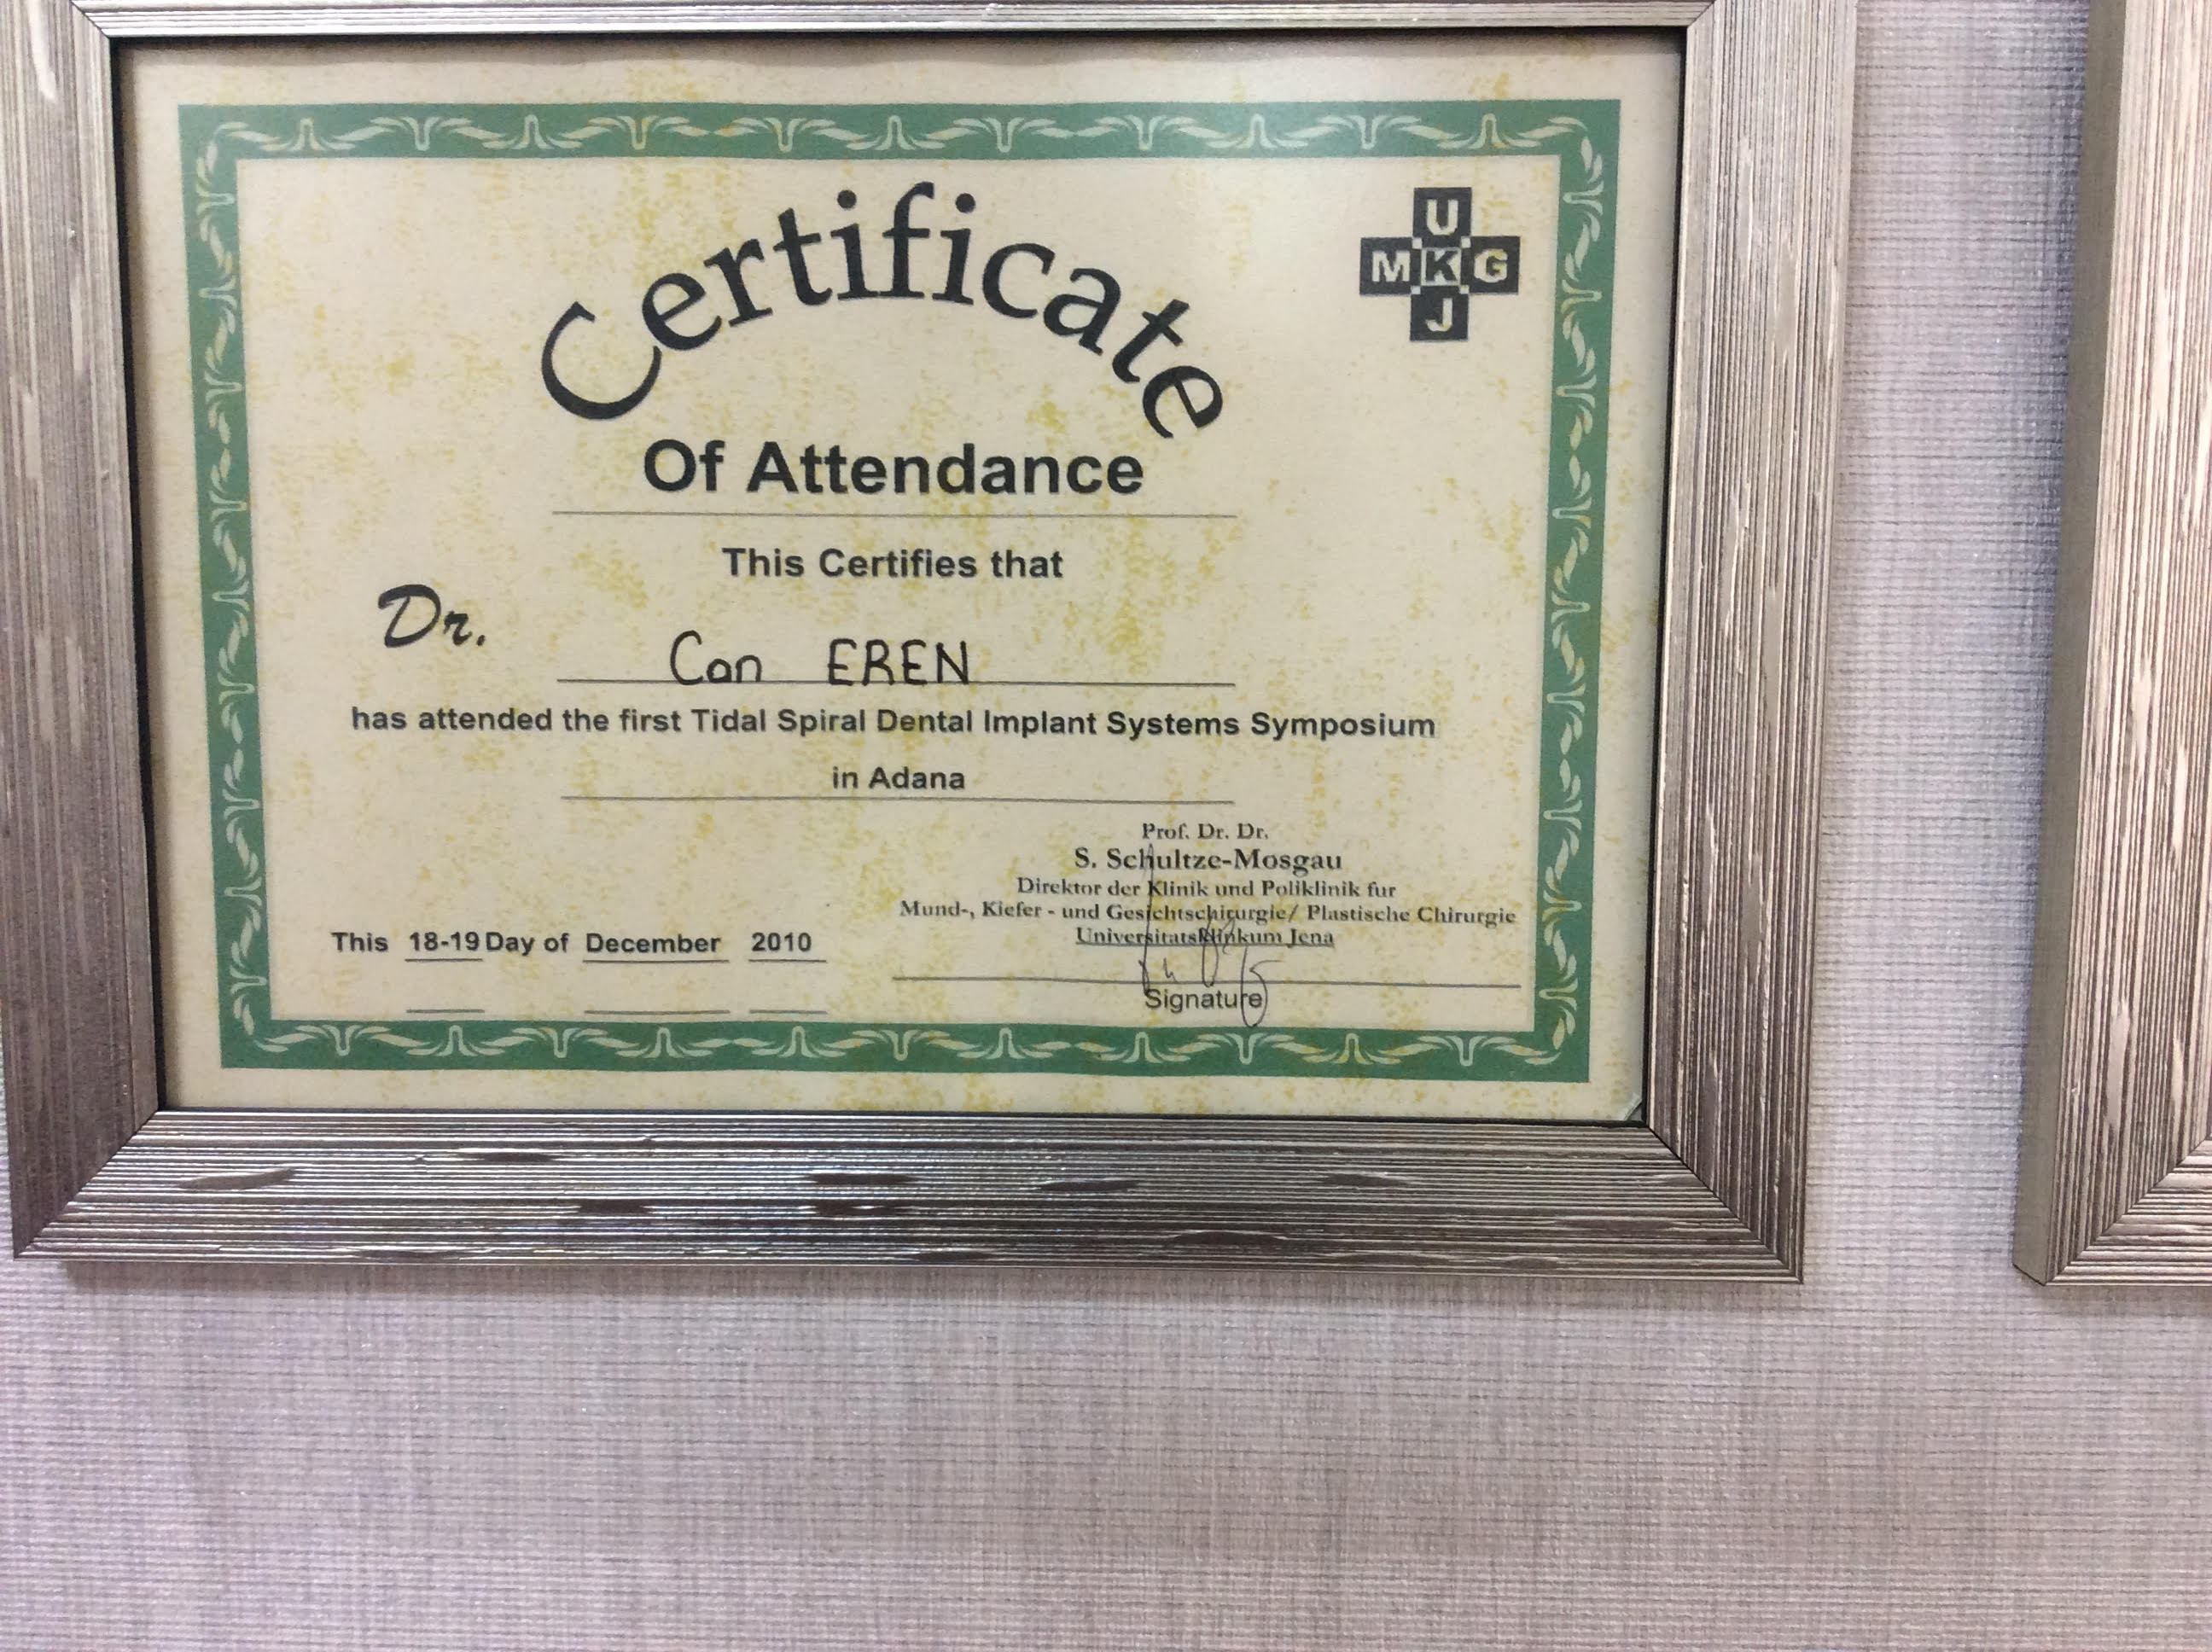 Certificate
U
MKG
J
Of Attendance
This Certifies that
Dr. Can EREN
has attended the first Tidal Spiral Dental Implant Systems Symposium
in Adana
Prof. Dr. Dr.
S. Schultze-Mosgau
Direktor der Klinik und Poliklinik fur
Mund-, Kiefer - und Gesichtschirurgie/ Plastische Chirurgie
Universitatsklinkum Jena
This 18-19 Day of December 2010
Signature